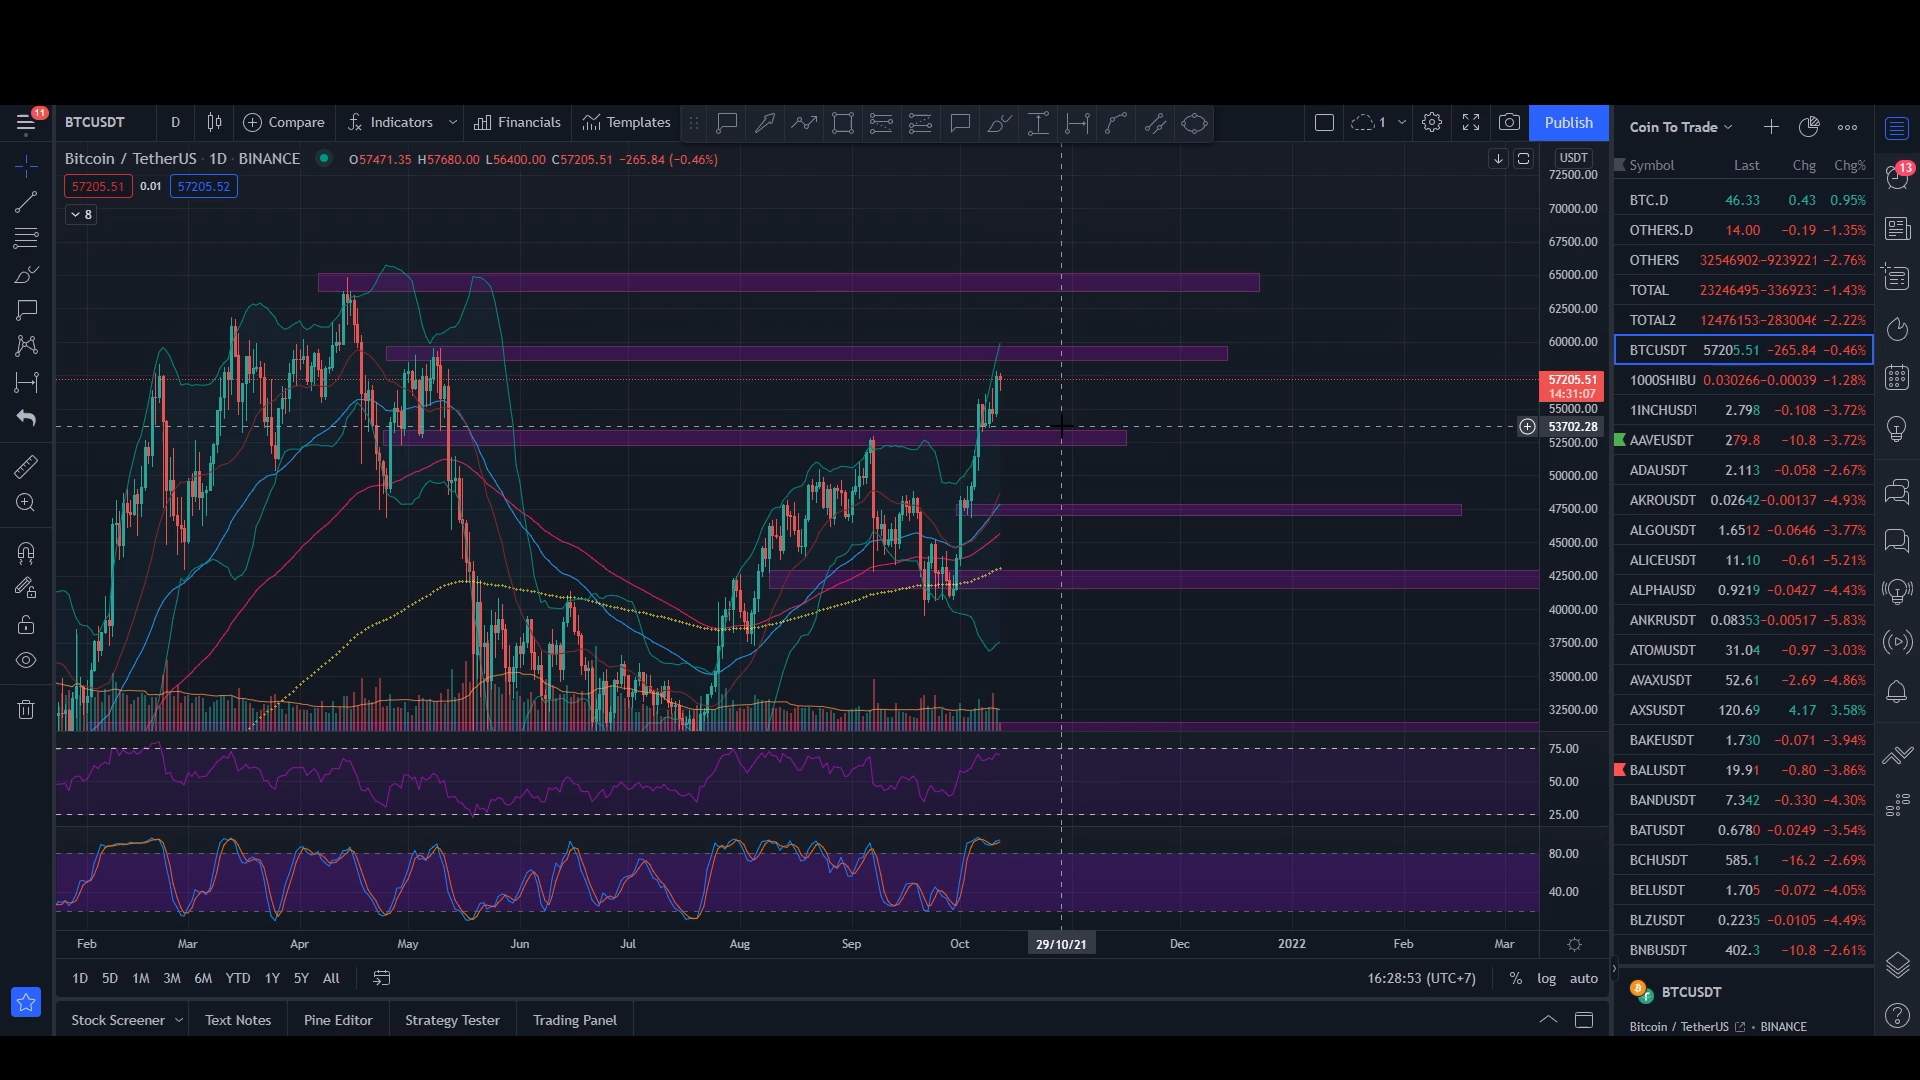 11
BTCUSDT D Compare Indicators Financials Templates 1 Publish
Bitcoin / TetherUS · 1D · BINANCE O57471.35 H57680.00 L56400.00 C57205.51 −265.84 (−0.46%)
57205.51 0.01 57205.52
8
USDT
72500.00
70000.00
67500.00
65000.00
62500.00
60000.00
57205.51
14:31:07
55000.00
53702.28
52500.00
50000.00
47500.00
45000.00
42500.00
40000.00
37500.00
35000.00
32500.00
75.00
50.00
25.00
80.00
40.00
Feb Mar Apr May Jun Jul Aug Sep Oct 29/10/21 Dec 2022 Feb Mar
1D 5D 1M 3M 6M YTD 1Y 5Y All 16:28:53 (UTC+7) % log auto
Stock Screener Text Notes Pine Editor Strategy Tester Trading Panel
Coin To Trade
13
Symbol Last Chg Chg%
BTC.D 46.33 0.43 0.95%
OTHERS.D 14.00 −0.19 −1.35%
OTHERS 32546902 −9239221 −2.76%
TOTAL 23246495 −3369233 −1.43%
TOTAL2 12476153 −2830046 −2.22%
BTCUSDT 57205.51 −265.84 −0.46%
1000SHIBU 0.030266 −0.00039 −1.28%
1INCHUSDT 2.798 −0.108 −3.72%
AAVEUSDT 279.8 −10.8 −3.72%
ADAUSDT 2.113 −0.058 −2.67%
AKROUSDT 0.02642 −0.00137 −4.93%
ALGOUSDT 1.6512 −0.0646 −3.77%
ALICEUSDT 11.10 −0.61 −5.21%
ALPHAUSD 0.9219 −0.0427 −4.43%
ANKRUSDT 0.08353 −0.00517 −5.83%
ATOMUSDT 31.04 −0.97 −3.03%
AVAXUSDT 52.61 −2.69 −4.86%
AXSUSDT 120.69 4.17 3.58%
BAKEUSDT 1.730 −0.071 −3.94%
BALUSDT 19.91 −0.80 −3.86%
BANDUSDT 7.342 −0.330 −4.30%
BATUSDT 0.6780 −0.0249 −3.54%
BCHUSDT 585.1 −16.2 −2.69%
BELUSDT 1.705 −0.072 −4.05%
BLZUSDT 0.2235 −0.0105 −4.49%
BNBUSDT 402.3 −10.8 −2.61%
BTCUSDT
Bitcoin / TetherUS • BINANCE